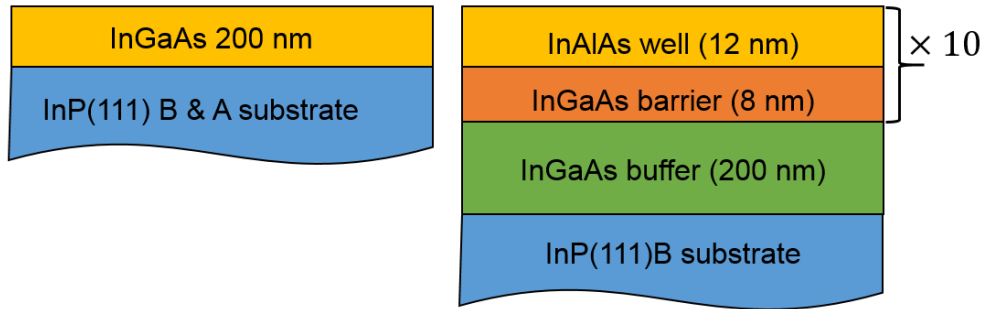 InGaAs 200 nm
InP(111) B & A substrate
InAlAs well (12 nm)
InGaAs barrier (8 nm)
× 10
InGaAs buffer (200 nm)
InP(111)B substrate